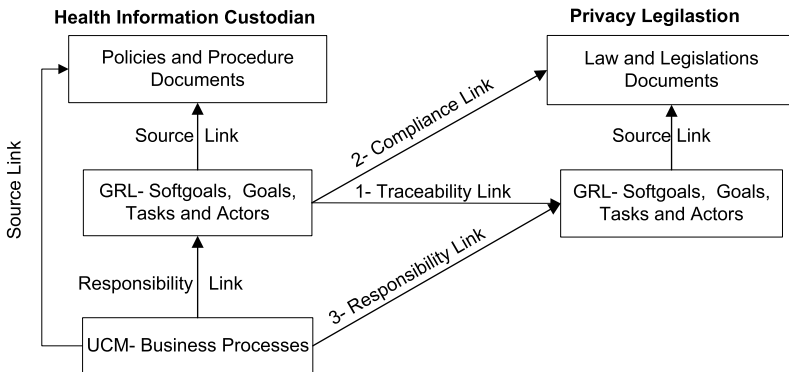 Health Information Custodian
Privacy Legilastion
Policies and Procedure
Documents
Law and Legislations
Documents
Source Link
Source Link
2- Compliance Link
Source Link
GRL- Softgoals, Goals,
Tasks and Actors
1- Traceability Link
GRL- Softgoals, Goals,
Tasks and Actors
Responsibility Link
3- Responsibility Link
UCM- Business Processes